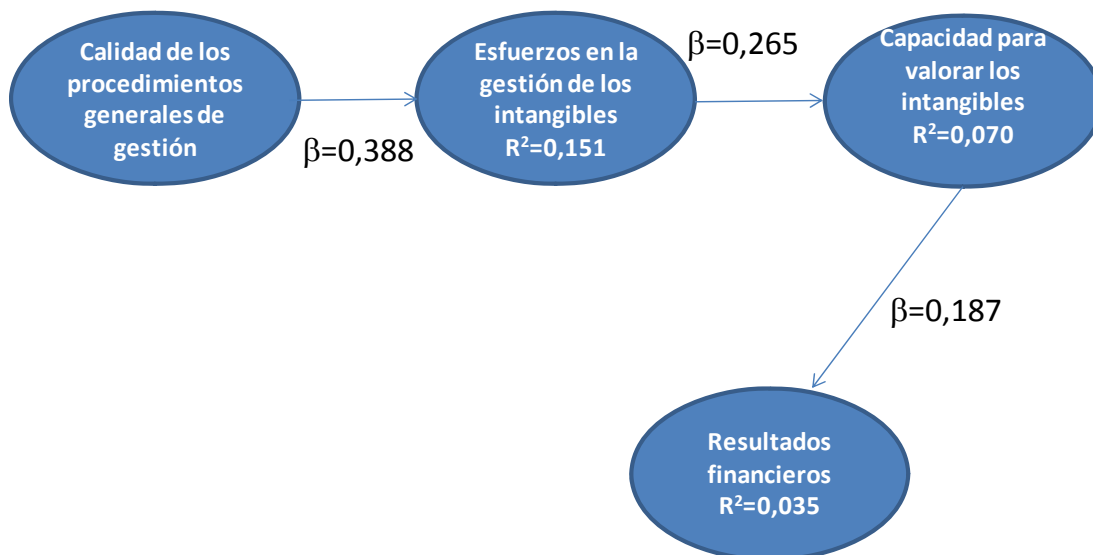 Calidad de los
procedimientos
generales de
gestión
β=0,388
Esfuerzos en la
gestión de los
intangibles
R²=0,151
β=0,265
Capacidad para
valorar los
intangibles
R²=0,070
β=0,187
Resultados
financieros
R²=0,035